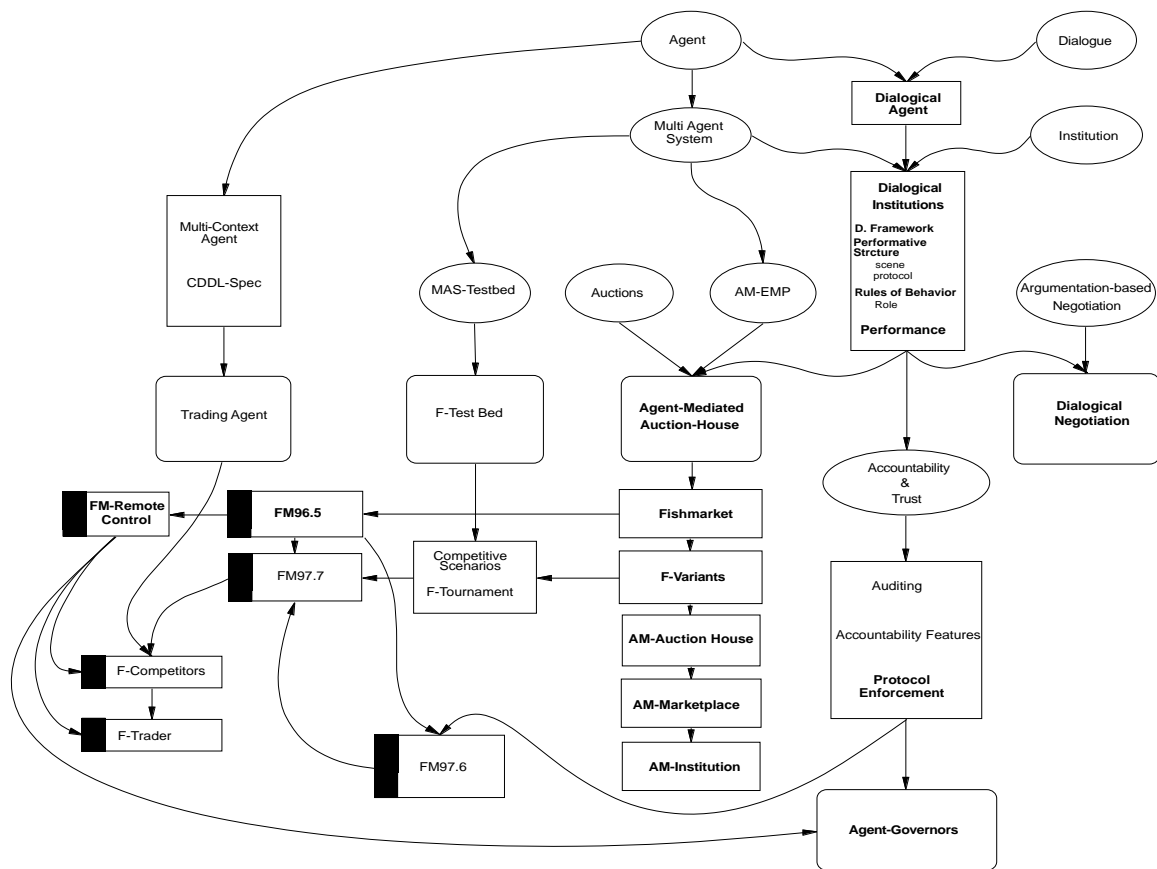 Agent
Dialogue
Dialogical
Agent
Multi Agent
System
Institution
Dialogical
Institutions
D. Framework
Performative
Strcture
scene
protocol
Rules of Behavior
Role
Performance
Multi-Context
Agent
CDDL-Spec
MAS-Testbed
Auctions
AM-EMP
Argumentation-based
Negotiation
Trading Agent
F-Test Bed
Agent-Mediated
Auction-House
Dialogical
Negotiation
Accountability
&
Trust
FM-Remote
Control
FM96.5
Fishmarket
FM97.7
Competitive
Scenarios
F-Tournament
F-Variants
Auditing
Accountability Features
Protocol
Enforcement
AM-Auction House
F-Competitors
AM-Marketplace
F-Trader
FM97.6
AM-Institution
Agent-Governors